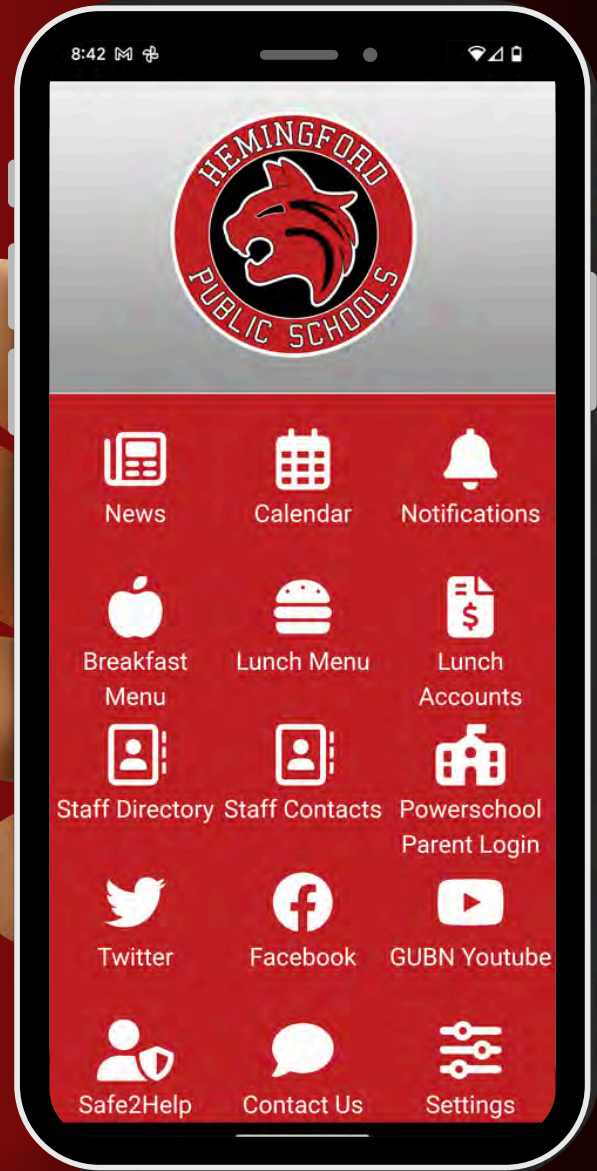 8:42
HEMINGFORD
PUBLIC SCHOOLS
News
Calendar
Notifications
Breakfast
Menu
Lunch Menu
$
Lunch
Accounts
Staff Directory
Staff Contacts
Powerschool
Parent Login
Twitter
Facebook
GUBN Youtube
Safe2Help
Contact Us
Settings